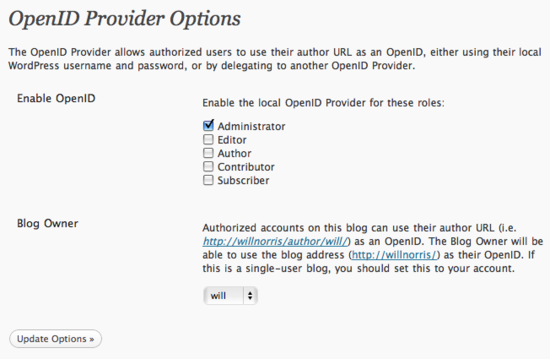 OpenID Provider Options
The OpenID Provider allows authorized users to use their author URL as an OpenID, either using their local
WordPress username and password, or by delegating to another OpenID Provider.
Enable OpenID
Enable the local OpenID Provider for these roles:
Administrator
Editor
Author
Contributor
Subscriber
Blog Owner
Authorized accounts on this blog can use their author URL (i.e.
http://willnorris/author/will/) as an OpenID. The Blog Owner will be
able to use the blog address (http://willnorris/) as their OpenID. If
this is a single-user blog, you should set this to your account.
will
Update Options »